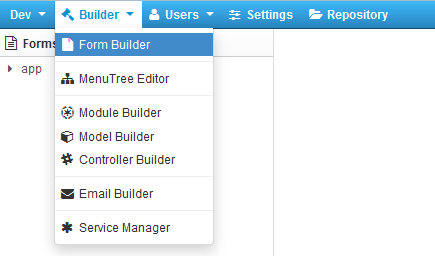 Dev Builder Users Settings Repository
Forms
app
Form Builder
MenuTree Editor
Module Builder
Model Builder
Controller Builder
Email Builder
Service Manager